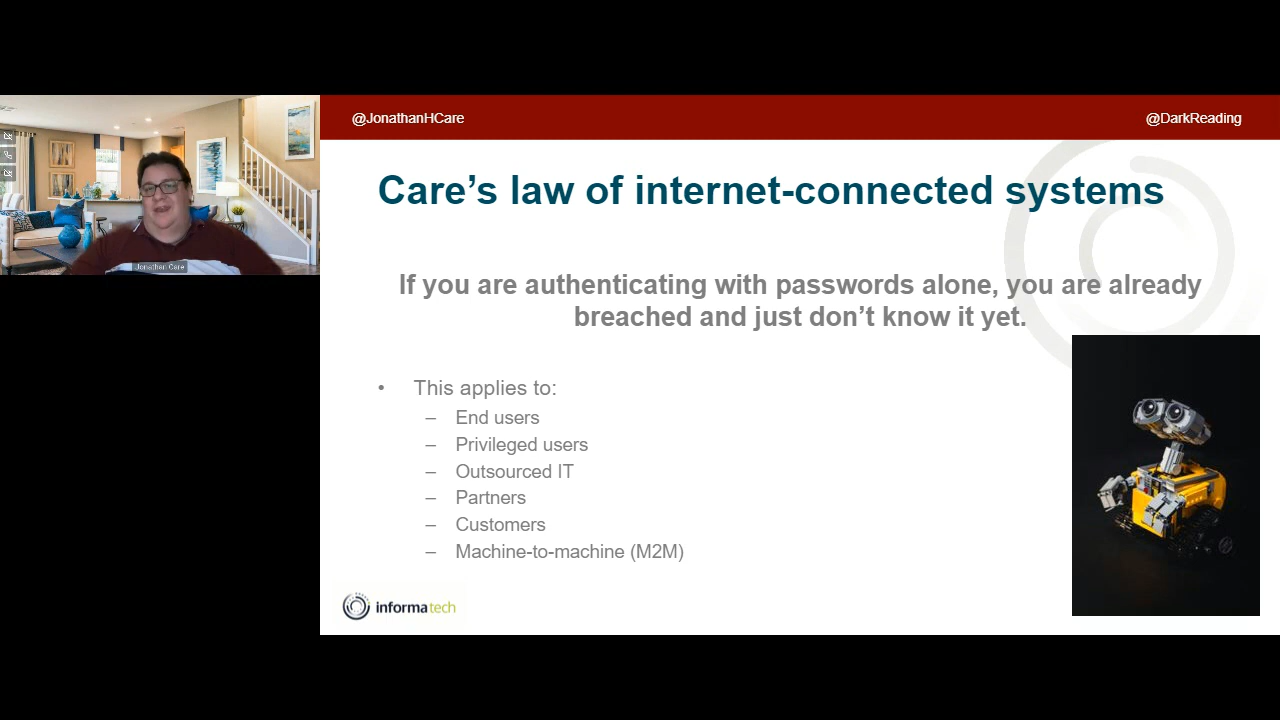 @JonathanHCare
@DarkReading
Care’s law of internet-connected systems
If you are authenticating with passwords alone, you are already
breached and just don’t know it yet.
• This applies to:
– End users
– Privileged users
– Outsourced IT
– Partners
– Customers
– Machine-to-machine (M2M)
informa tech
Jonathan Care